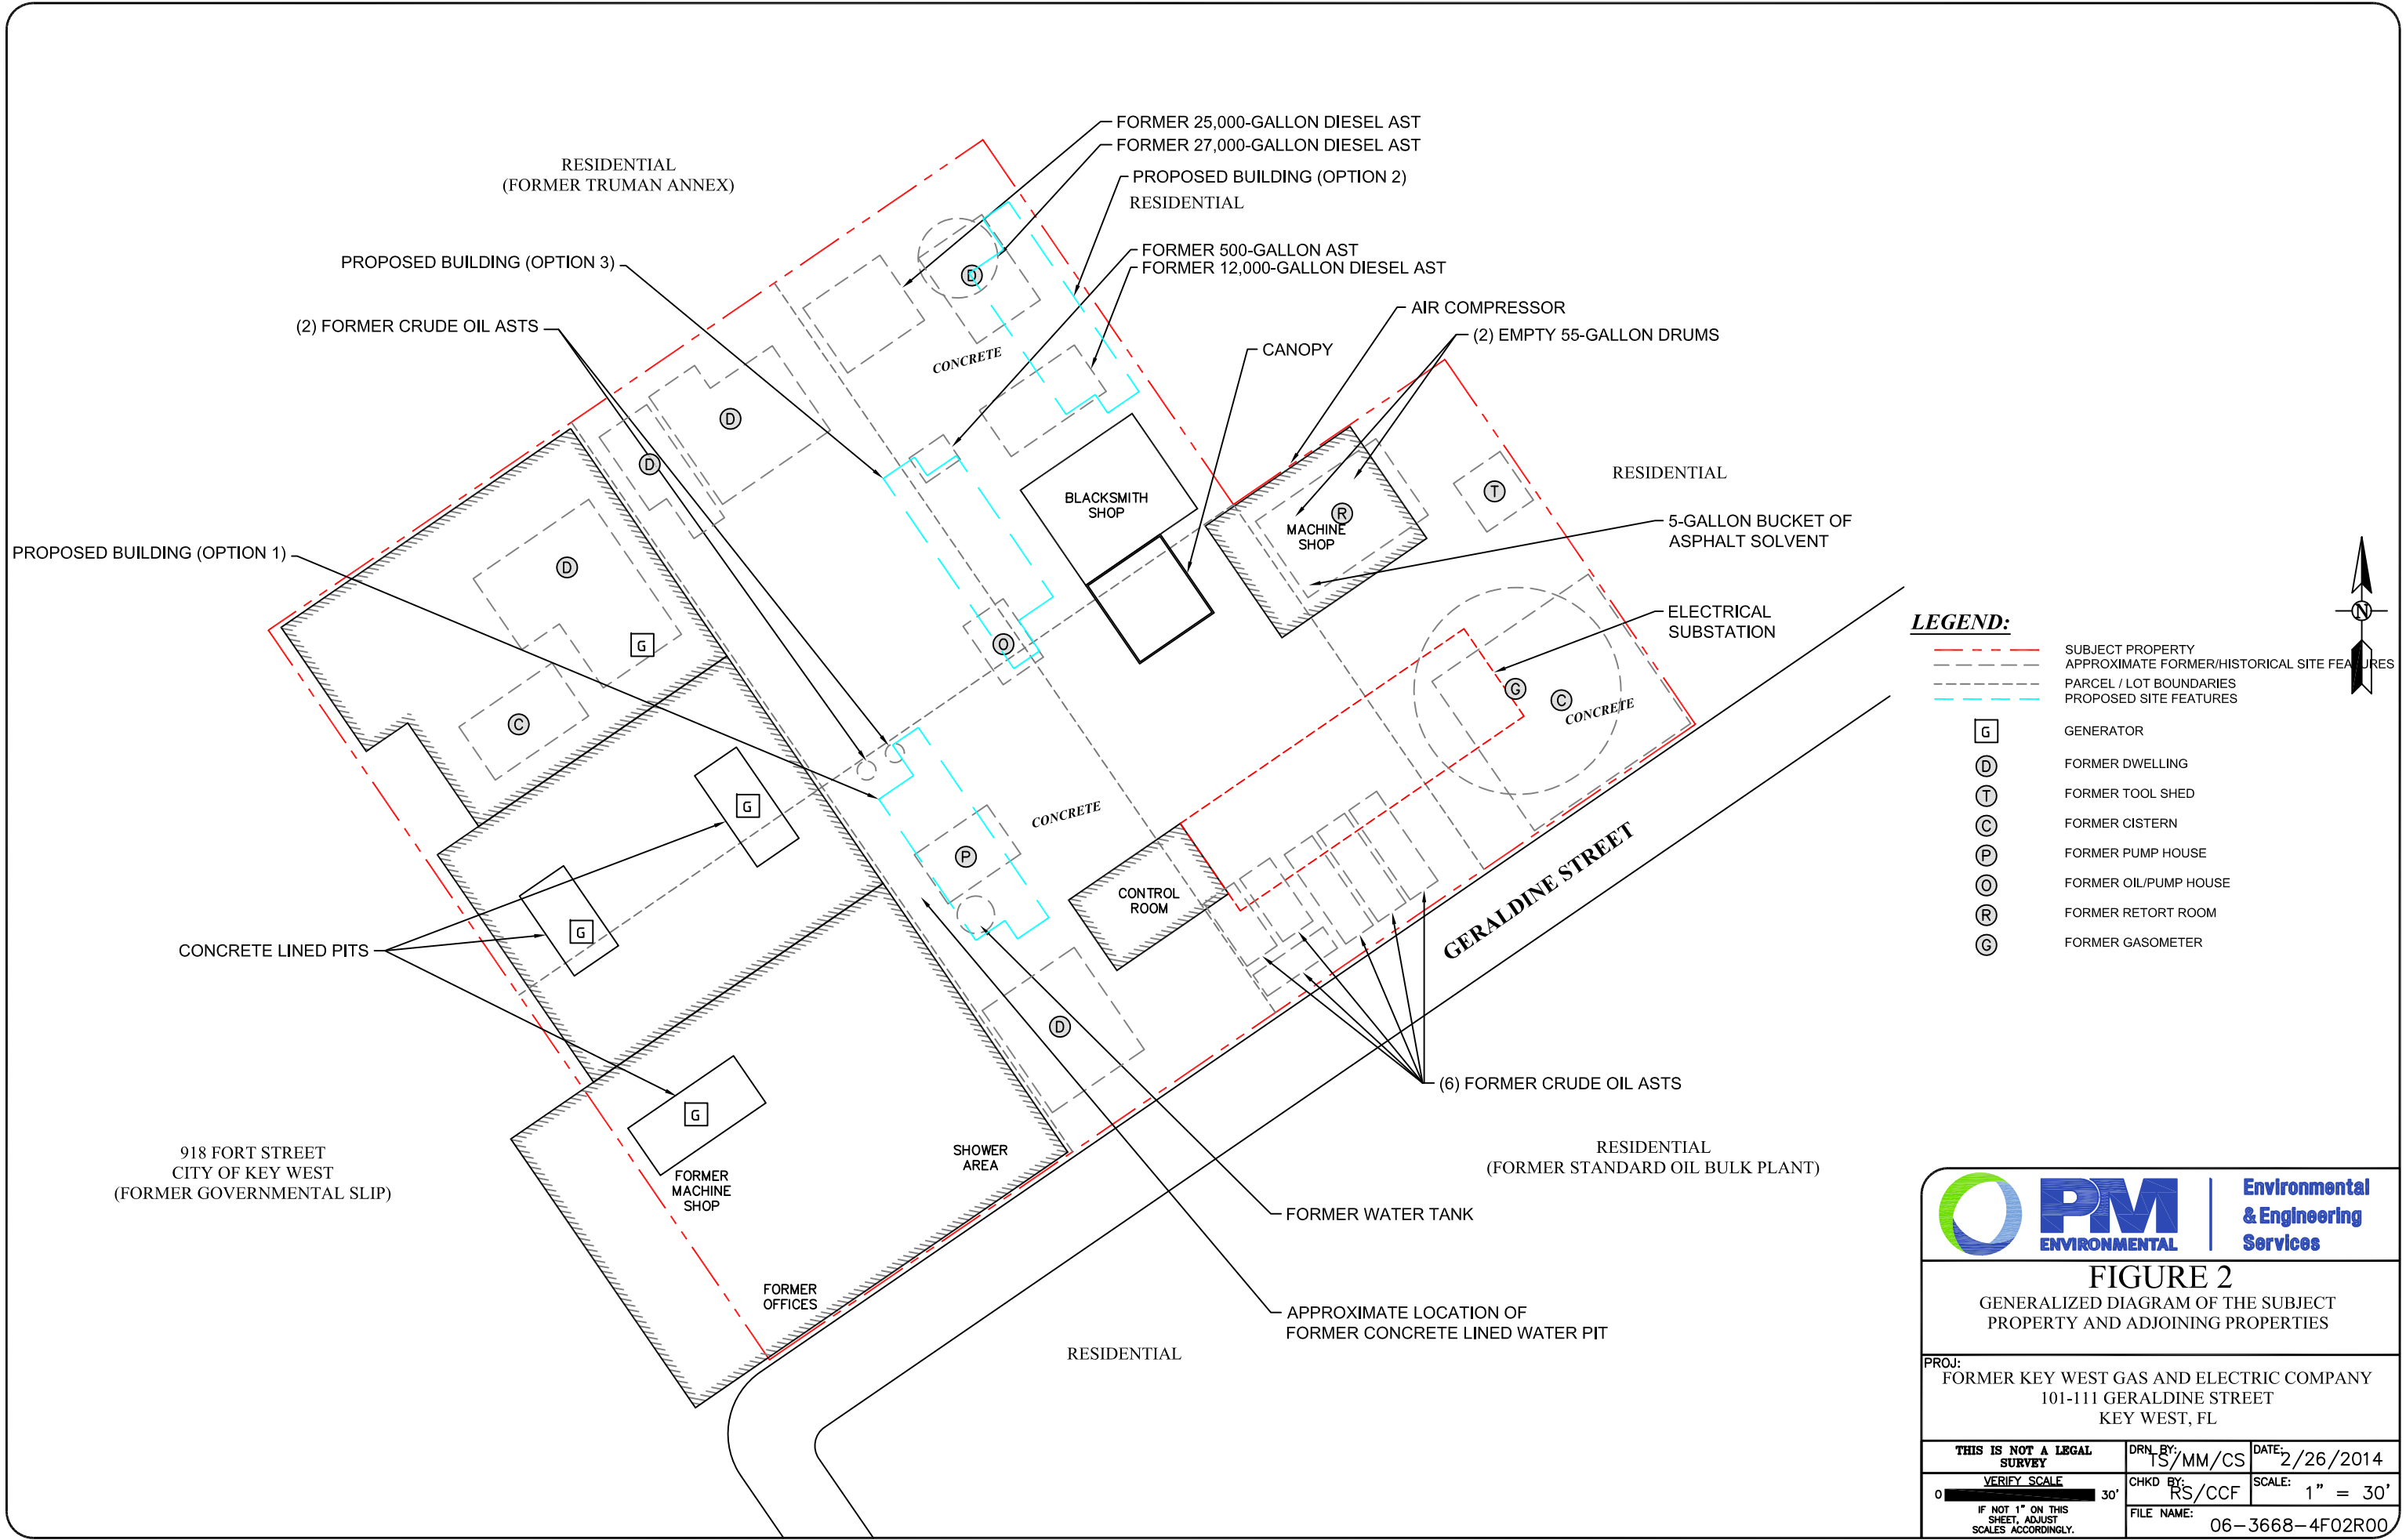 FORMER 25,000-GALLON DIESEL AST
FORMER 27,000-GALLON DIESEL AST
RESIDENTIAL
(FORMER TRUMAN ANNEX)
PROPOSED BUILDING (OPTION 2)
RESIDENTIAL
FORMER 500-GALLON AST
FORMER 12,000-GALLON DIESEL AST
PROPOSED BUILDING (OPTION 3)
D
AIR COMPRESSOR
(2) FORMER CRUDE OIL ASTS
(2) EMPTY 55-GALLON DRUMS
CANOPY
CONCRETE
D
D
RESIDENTIAL
BLACKSMITH
SHOP
T
R
MACHINE
SHOP
5-GALLON BUCKET OF
ASPHALT SOLVENT
PROPOSED BUILDING (OPTION 1)
D
G
O
ELECTRICAL
SUBSTATION
G
C
CONCRETE
C
G
CONCRETE
P
CONTROL
ROOM
GERALDINE STREET
G
CONCRETE LINED PITS
D
(6) FORMER CRUDE OIL ASTS
G
918 FORT STREET
CITY OF KEY WEST
(FORMER GOVERNMENTAL SLIP)
SHOWER
AREA
RESIDENTIAL
(FORMER STANDARD OIL BULK PLANT)
FORMER
MACHINE
SHOP
FORMER WATER TANK
FORMER
OFFICES
APPROXIMATE LOCATION OF
FORMER CONCRETE LINED WATER PIT
RESIDENTIAL
N
LEGEND:
SUBJECT PROPERTY
APPROXIMATE FORMER/HISTORICAL SITE FEATURES
PARCEL / LOT BOUNDARIES
PROPOSED SITE FEATURES
G GENERATOR
D FORMER DWELLING
T FORMER TOOL SHED
C FORMER CISTERN
P FORMER PUMP HOUSE
O FORMER OIL/PUMP HOUSE
R FORMER RETORT ROOM
G FORMER GASOMETER
PM
ENVIRONMENTAL
Environmental
& Engineering
Services
FIGURE 2
GENERALIZED DIAGRAM OF THE SUBJECT
PROPERTY AND ADJOINING PROPERTIES
PROJ:
FORMER KEY WEST GAS AND ELECTRIC COMPANY
101-111 GERALDINE STREET
KEY WEST, FL
THIS IS NOT A LEGAL
SURVEY
DRN BY:
TS/MM/CS
DATE:
2/26/2014
VERIFY SCALE
0 30'
IF NOT 1" ON THIS
SHEET, ADJUST
SCALES ACCORDINGLY.
CHKD BY:
RS/CCF
SCALE:
1" = 30'
FILE NAME:
06-3668-4F02R00